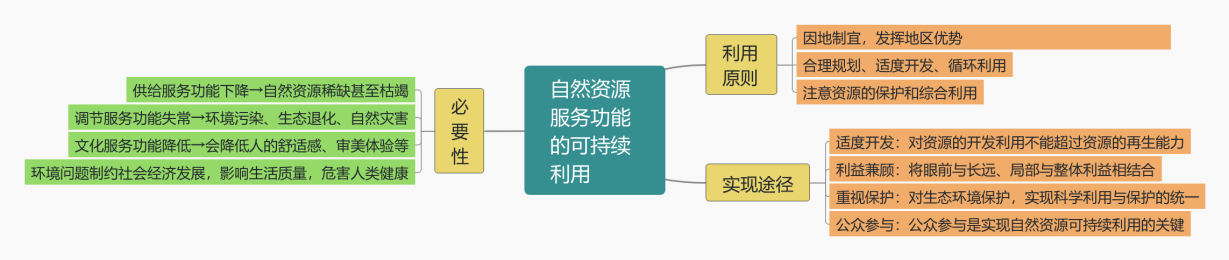 自然资源
服务功能
的可持续
利用
必
要
性
供给服务功能下降→自然资源稀缺甚至枯竭
调节服务功能失常→环境污染、生态退化、自然灾害
文化服务功能降低→会降低人的舒适感、审美体验等
环境问题制约社会经济发展，影响生活质量，危害人类健康
利用
原则
因地制宜，发挥地区优势
合理规划、适度开发、循环利用
注意资源的保护和综合利用
实现途径
适度开发：对资源的开发利用不能超过资源的再生能力
利益兼顾：将眼前与长远、局部与整体利益相结合
重视保护：对生态环境保护，实现科学利用与保护的统一
公众参与：公众参与是实现自然资源可持续利用的关键